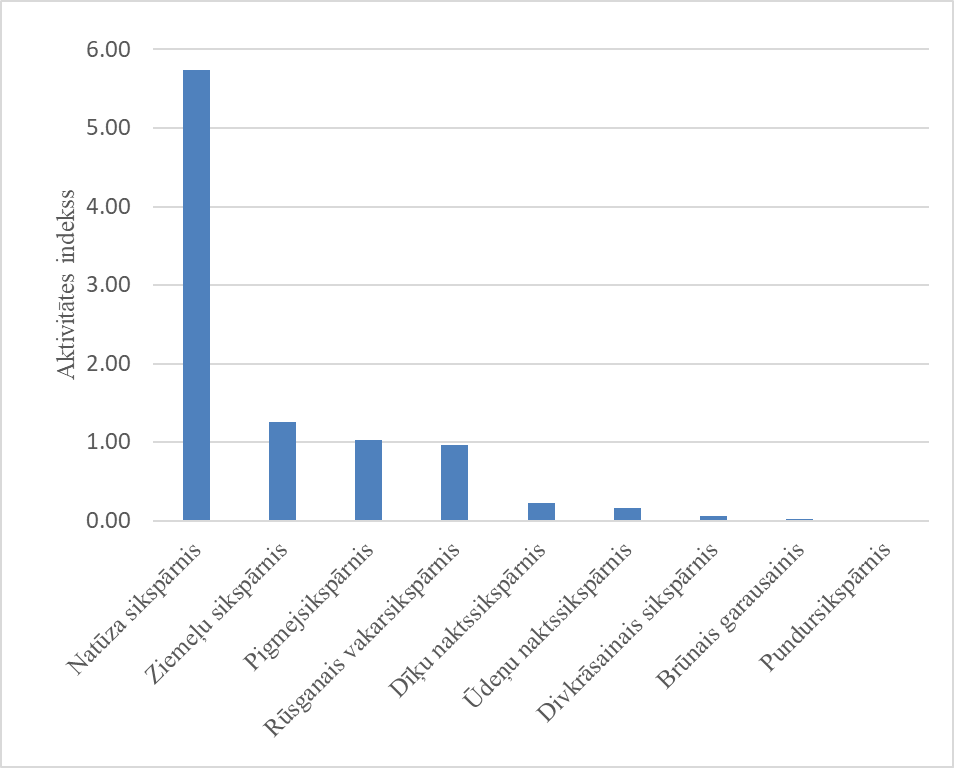 6.00
5.00
4.00
3.00
2.00
1.00
0.00
Aktivitātes indekss
Natūza sikspārnis
Ziemeļu sikspārnis
Pigmejsikspārnis
Rūsganais vakarsikspārnis
Dīķu naktssikspārnis
Ūdeņu naktssikspārnis
Divkrāsainais sikspārnis
Brūnais garausainis
Pundursikspārnis